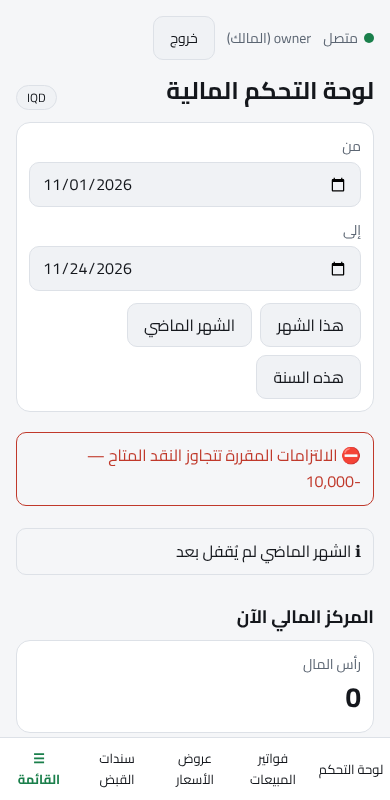 متصل owner (المالك) خروج
لوحة التحكم المالية IQD
من
11/01/2026
إلى
11/24/2026
هذا الشهر الشهر الماضي
هذه السنة
⛔ الالتزامات المقررة تتجاوز النقد المتاح —
-10,000
ℹ الشهر الماضي لم يُقفل بعد
المركز المالي الآن
رأس المال
0
لوحة التحكم
فواتير
المبيعات
عروض
الأسعار
سندات
القبض
☰
القائمة